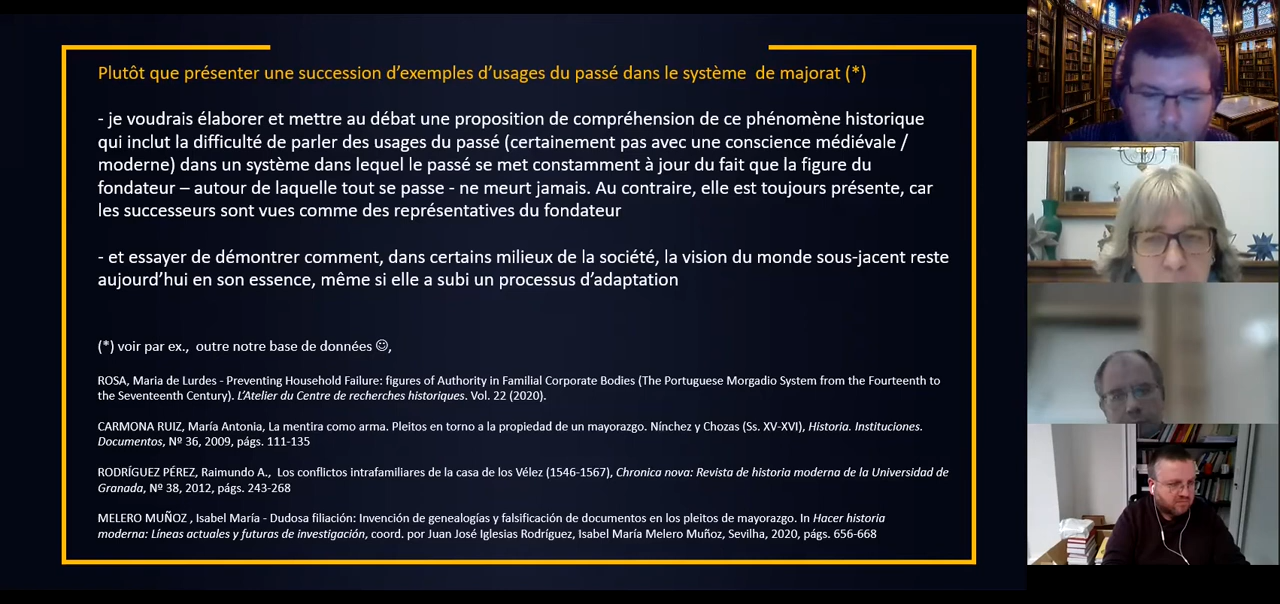 Plutôt que présenter une succession d'exemples d'usages du passé dans le système de majorat (*)
- je voudrais élaborer et mettre au débat une proposition de compréhension de ce phénomène historique
qui inclut la difficulté de parler des usages du passé (certainement pas avec une conscience médiévale /
moderne) dans un système dans lequel le passé se met constamment à jour du fait que la figure du
fondateur – autour de laquelle tout se passe - ne meurt jamais. Au contraire, elle est toujours présente, car
les successeurs sont vues comme des représentatives du fondateur
- et essayer de démontrer comment, dans certains milieux de la société, la vision du monde sous-jacent reste
aujourd'hui en son essence, même si elle a subi un processus d'adaptation
(*) voir par ex., outre notre base de données ☺,
ROSA, Maria de Lurdes - Preventing Household Failure: figures of Authority in Familial Corporate Bodies (The Portuguese Morgadio System from the Fourteenth to
the Seventeenth Century). L'Atelier du Centre de recherches historiques. Vol. 22 (2020).
CARMONA RUIZ, María Antonia, La mentira como arma. Pleitos en torno a la propiedad de un mayorazgo. Nínchez y Chozas (Ss. XV-XVI), Historia. Instituciones.
Documentos, Nº 36, 2009, págs. 111-135
RODRÍGUEZ PÉREZ, Raimundo A., Los conflictos intrafamiliares de la casa de los Vélez (1546-1567), Chronica nova: Revista de historia moderna de la Universidad de
Granada, Nº 38, 2012, págs. 243-268
MELERO MUÑOZ , Isabel María - Dudosa filiación: Invención de genealogías y falsificación de documentos en los pleitos de mayorazgo. In Hacer historia
moderna: Líneas actuales y futuras de investigación, coord. por Juan José Iglesias Rodríguez, Isabel María Melero Muñoz, Sevilha, 2020, págs. 656-668